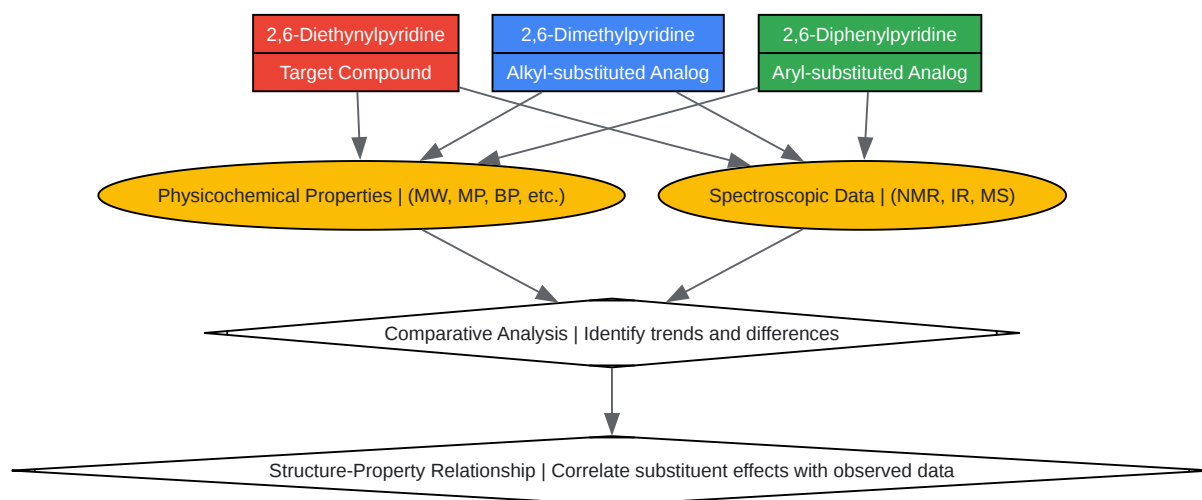 2,6-Diethynylpyridine
Target Compound
2,6-Dimethylpyridine
Alkyl-substituted Analog
2,6-Diphenylpyridine
Aryl-substituted Analog
Physicochemical Properties | (MW, MP, BP, etc.)
Spectroscopic Data | (NMR, IR, MS)
Comparative Analysis | Identify trends and differences
Structure-Property Relationship | Correlate substituent effects with observed data